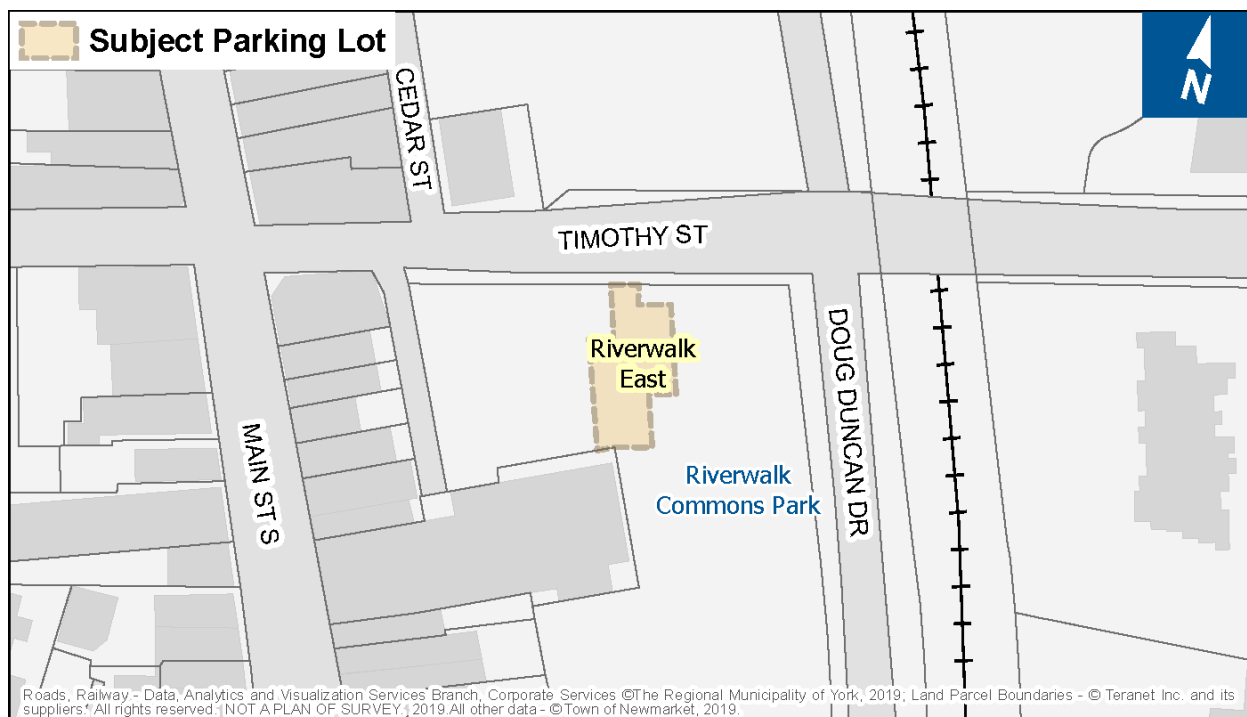 Subject Parking Lot
N
CEDAR ST
TIMOTHY ST
Riverwalk
East
DOUG DUNCAN DR
MAIN ST S
Riverwalk
Commons Park
Roads, Railway - Data, Analytics and Visualization Services Branch, Corporate Services ©The Regional Municipality of York, 2019; Land Parcel Boundaries - © Teranet Inc. and its
suppliers. All rights reserved. NOT A PLAN OF SURVEY. 2019.All other data - ©Town of Newmarket, 2019.